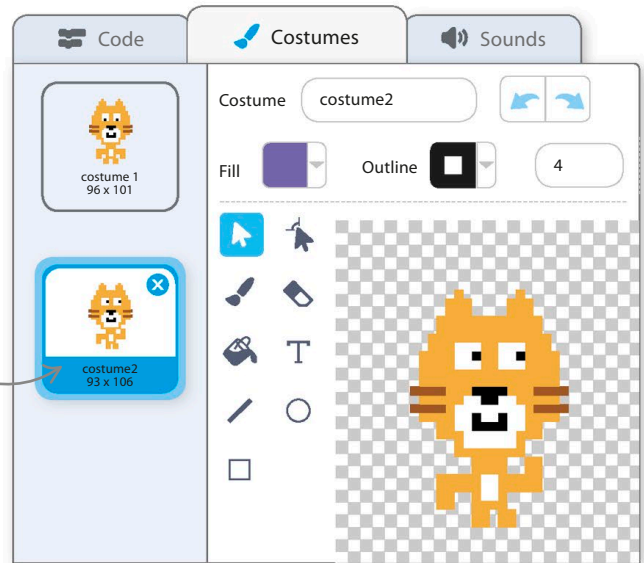 Code
Costumes
Sounds
costume 1
96 x 101
costume2
93 x 106
Costume
costume2
Fill
Outline
4
T